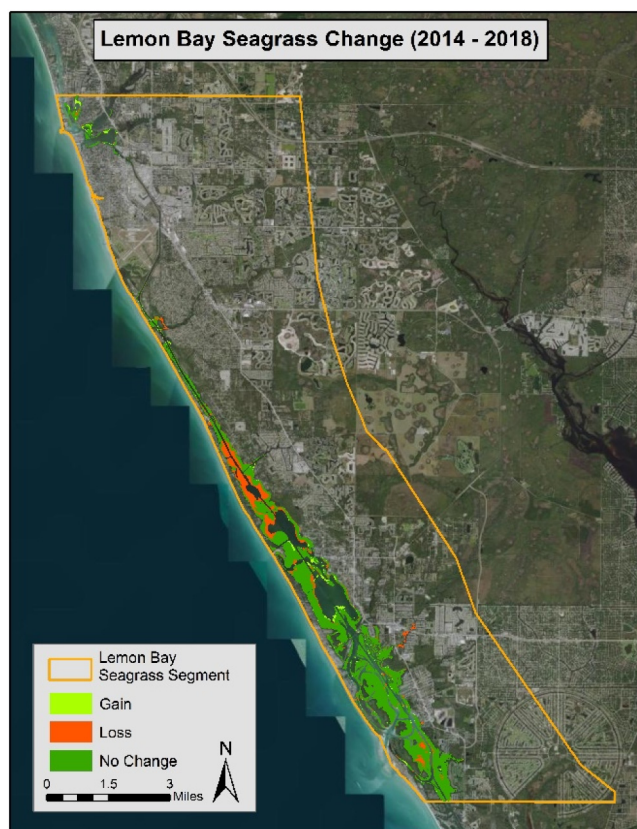 Lemon Bay Seagrass Change (2014 - 2018)
Lemon Bay
Seagrass Segment
Gain
Loss
No Change
N
0 1.5 3
Miles